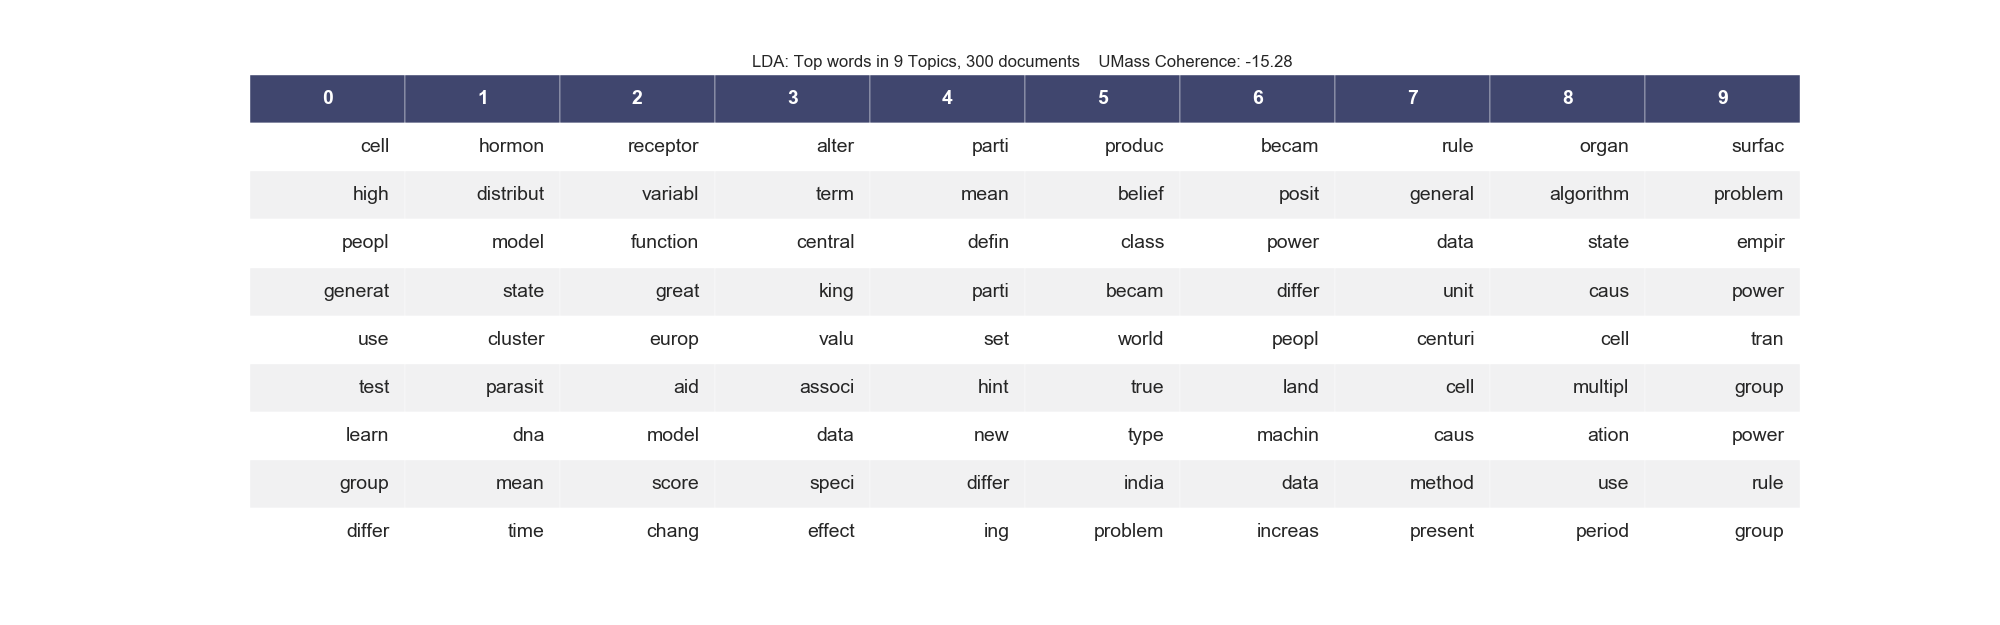 LDA: Top words in 9 Topics, 300 documents    UMass Coherence: -15.28
0 1 2 3 4 5 6 7 8 9
cell hormon receptor alter parti produc becam rule organ surfac
high distribut variabl term mean belief posit general algorithm problem
peopl model function central defin class power data state empir
generat state great king parti becam differ unit caus power
use cluster europ valu set world peopl centuri cell tran
test parasit aid associ hint true land cell multipl group
learn dna model data new type machin caus ation power
group mean score speci differ india data method use rule
differ time chang effect ing problem increas present period group